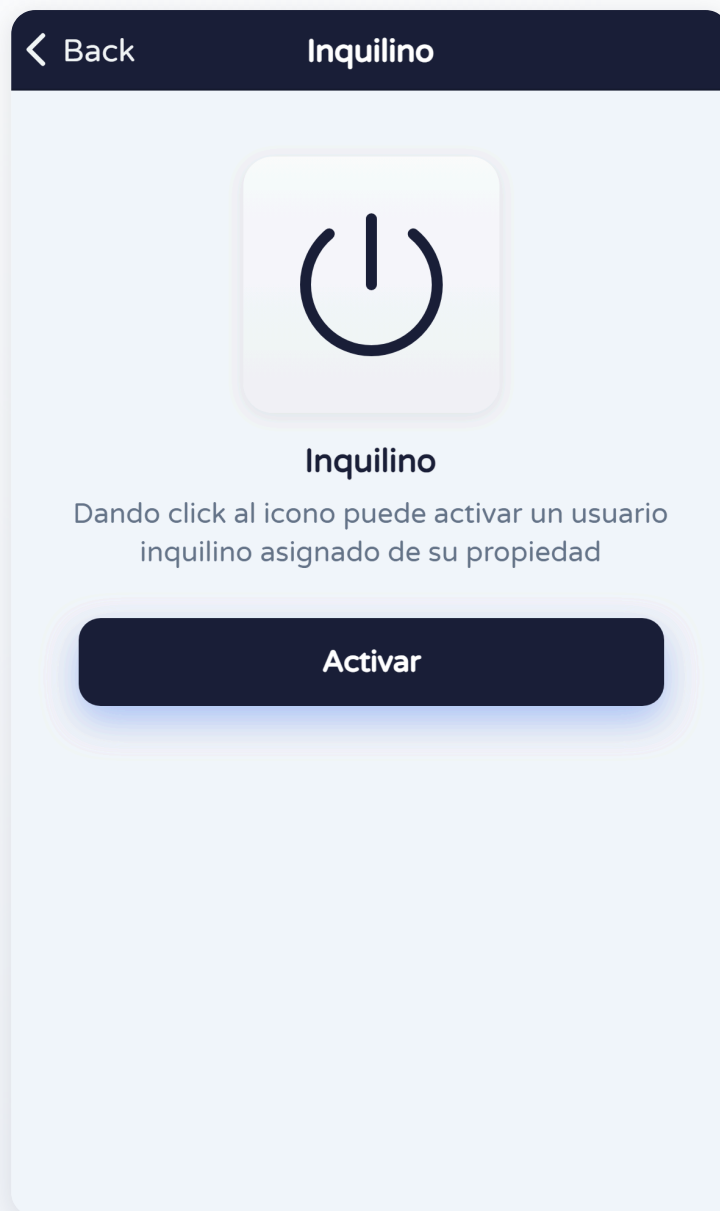 Back
Inquilino
Inquilino
Dando click al icono puede activar un usuario
inquilino asignado de su propiedad
Activar